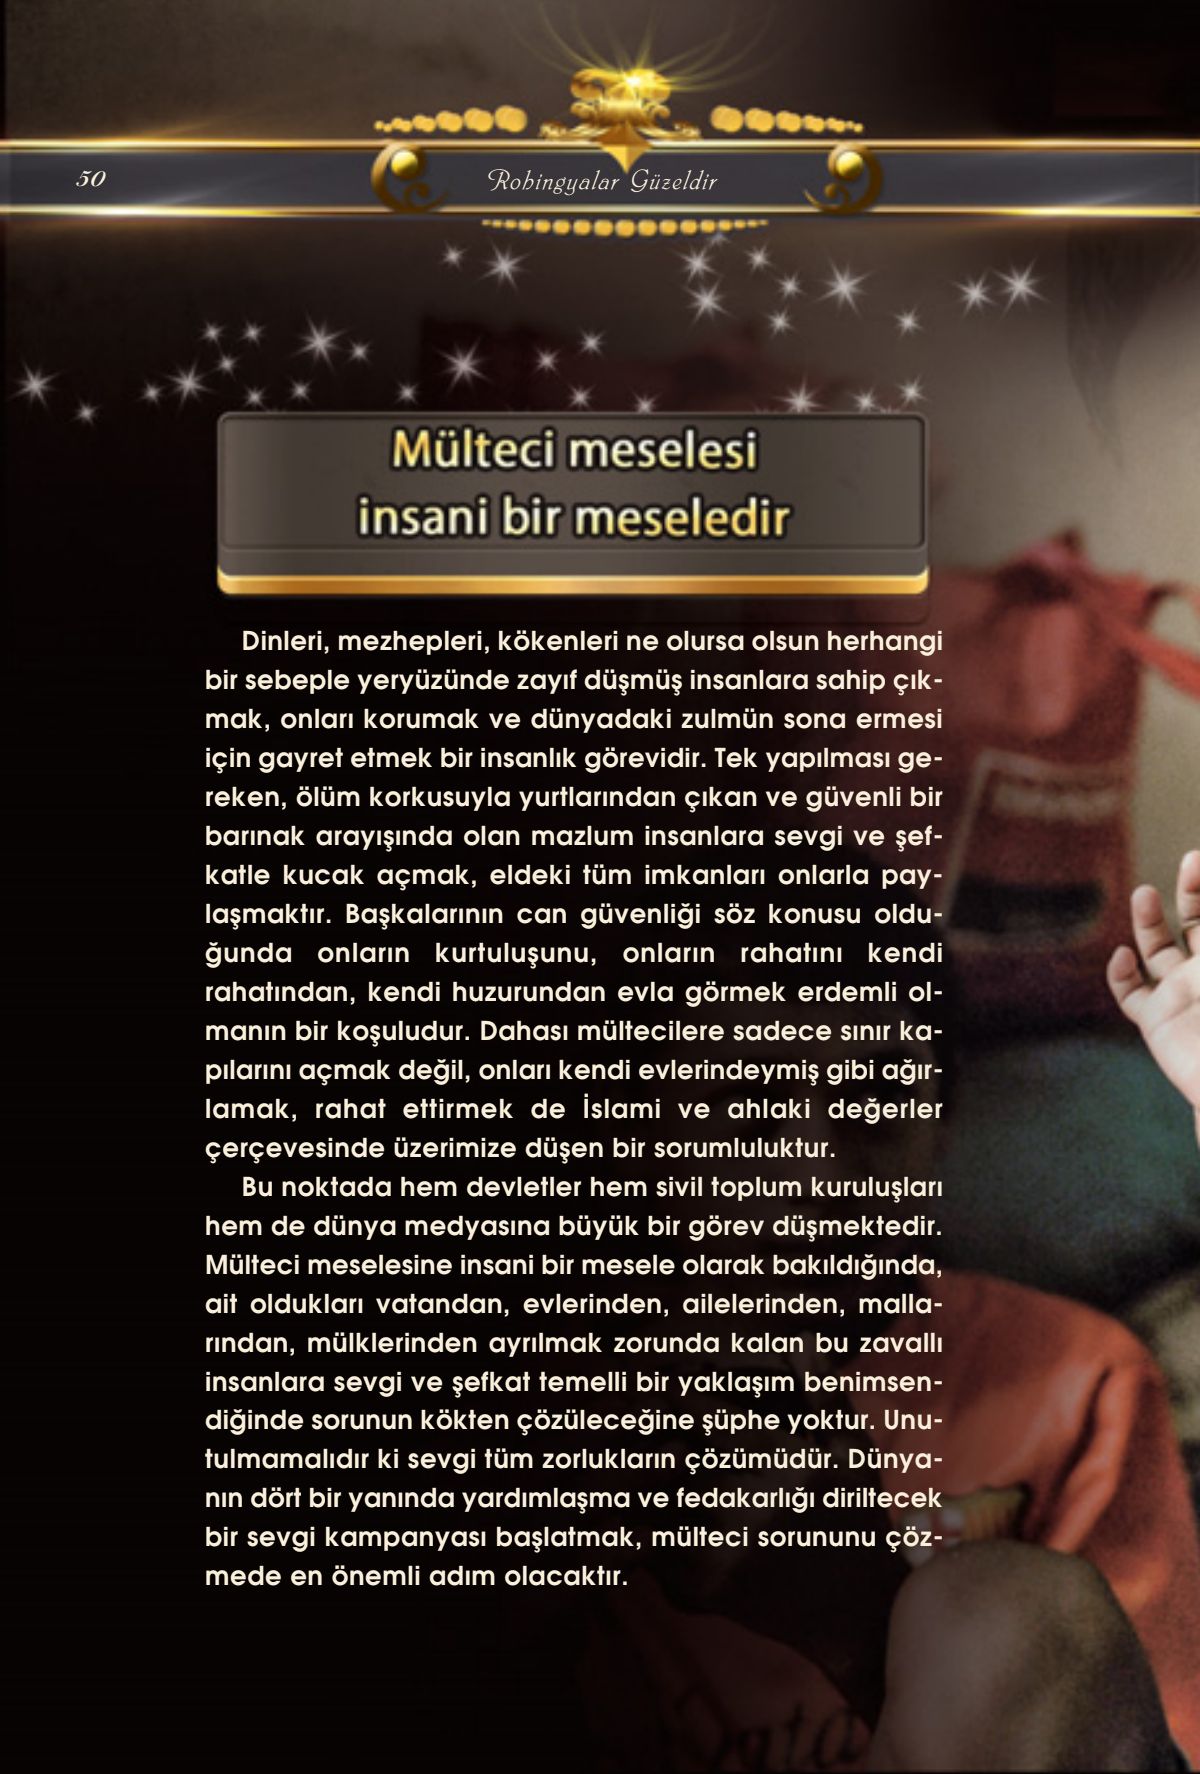 50
Rohingyalar Güzeldir
Mülteci meselesi
insani bir meseledir
Dinleri, mezhepleri, kökenleri ne olursa olsun herhangi
bir sebeple yeryüzünde zayıf düşmüş insanlara sahip çık-
mak, onları korumak ve dünyadaki zulmün sona ermesi
için gayret etmek bir insanlık görevidir. Tek yapılması ge-
reken, ölüm korkusuyla yurtlarından çıkan ve güvenli bir
barınak arayışında olan mazlum insanlara sevgi ve şef-
katle kucak açmak, eldeki tüm imkanları onlarla pay-
laşmaktır. Başkalarının can güvenliği söz konusu oldu-
ğunda onların kurtuluşunu, onların rahatını kendi
rahatından, kendi huzurundan evla görmek erdemli ol-
manın bir koşuludur. Dahası mültecilere sadece sınır ka-
pılarını açmak değil, onları kendi evlerindeymiş gibi ağır-
lamak, rahat ettirmek de İslami ve ahlaki değerler
çerçevesinde üzerimize düşen bir sorumluluktur.
Bu noktada hem devletler hem sivil toplum kuruluşları
hem de dünya medyasına büyük bir görev düşmektedir.
Mülteci meselesine insani bir mesele olarak bakıldığında,
ait oldukları vatandan, evlerinden, ailelerinden, malla-
rından, mülklerinden ayrılmak zorunda kalan bu zavallı
insanlara sevgi ve şefkat temelli bir yaklaşım benimsen-
diğinde sorunun kökten çözüleceğine şüphe yoktur. Unu-
tulmamalıdır ki sevgi tüm zorlukların çözümüdür. Dünya-
nın dört bir yanında yardımlaşma ve fedakarlığı diriltecek
bir sevgi kampanyası başlatmak, mülteci sorununu çöz-
mede en önemli adım olacaktır.